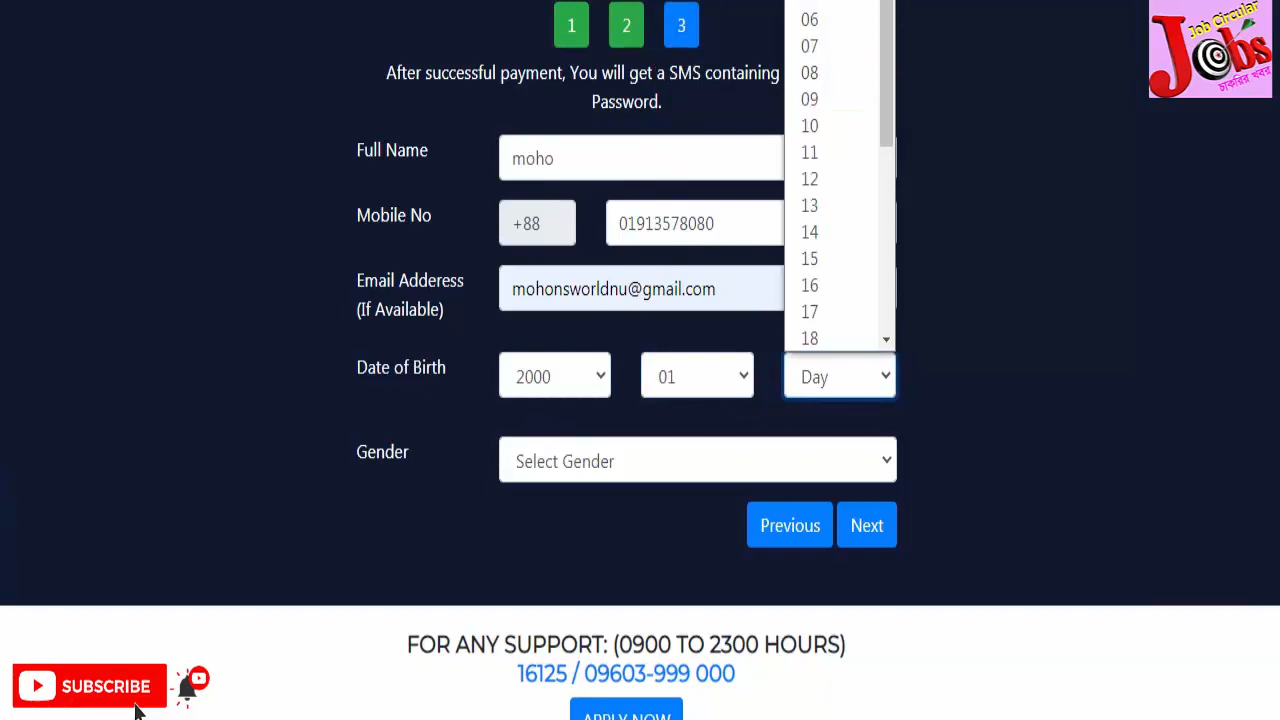 1 2 3
Job Circular
Jobs
চাকরির খবর
After successful payment, You will get a SMS containing
Password.
Full Name
moho
Mobile No
+88
01913578080
Email Adderess
(If Available)
mohonsworldnu@gmail.com
06
07
08
09
10
11
12
13
14
15
16
17
18
Date of Birth
2000
01
Day
Gender
Select Gender
Previous
Next
FOR ANY SUPPORT: (0900 TO 2300 HOURS)
16125 / 09603-999 000
SUBSCRIBE
APPLY NOW